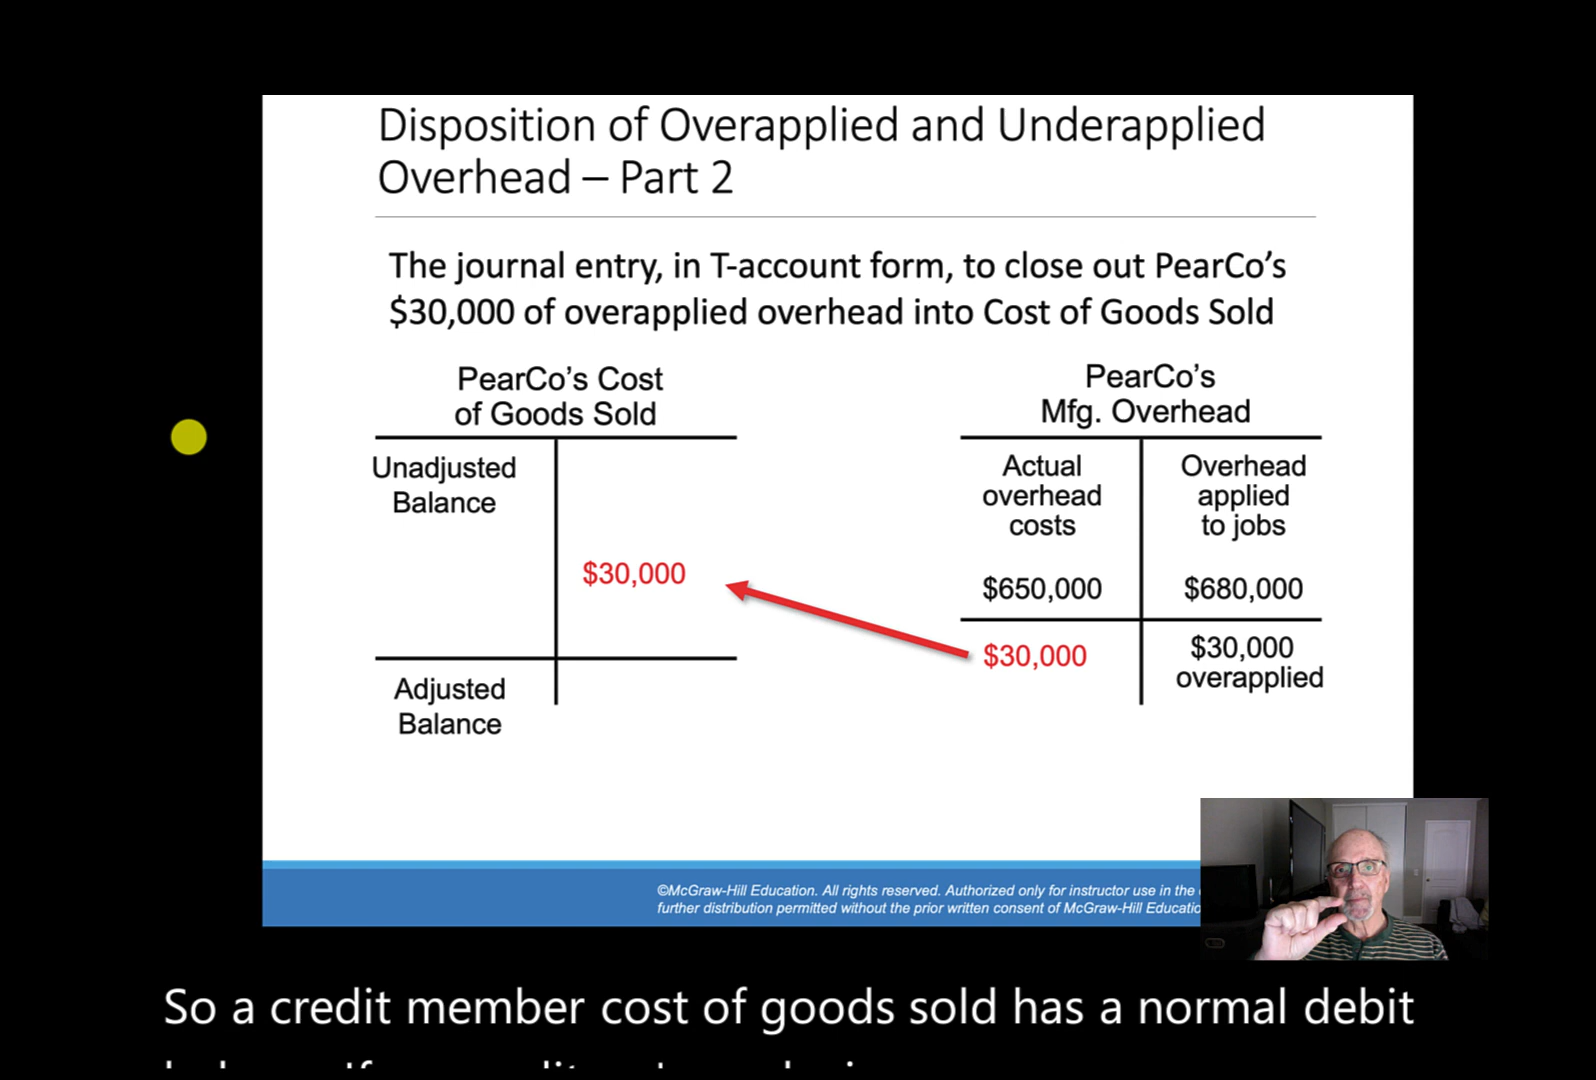 Disposition of Overapplied and Underapplied
Overhead – Part 2
The journal entry, in T-account form, to close out PearCo’s
$30,000 of overapplied overhead into Cost of Goods Sold
PearCo’s Cost
of Goods Sold
Unadjusted
Balance
$30,000
Adjusted
Balance
PearCo’s
Mfg. Overhead
Actual
overhead
costs
$650,000
$30,000
Overhead
applied
to jobs
$680,000
$30,000
overapplied
©McGraw-Hill Education. All rights reserved. Authorized only for instructor use in the
further distribution permitted without the prior written consent of McGraw-Hill
So a credit member cost of goods sold has a normal debit